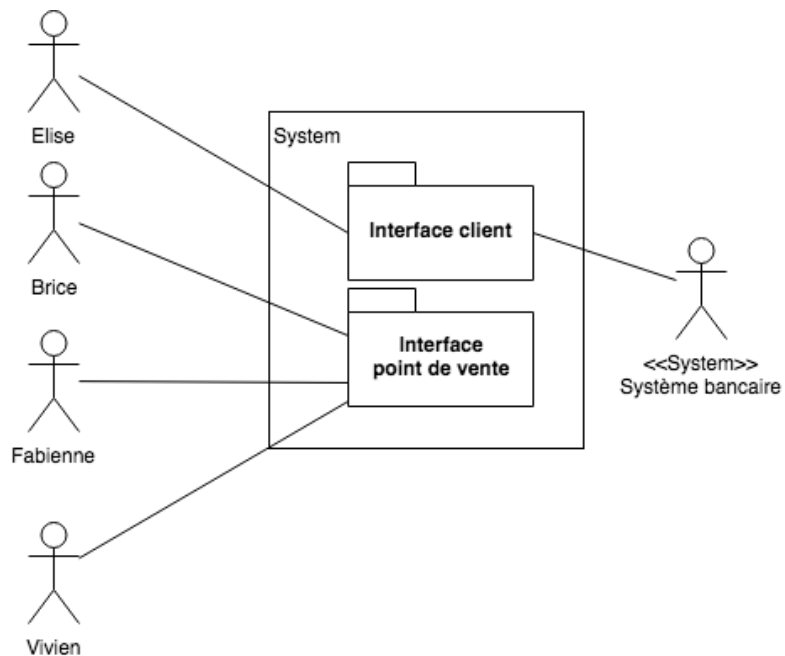 Elise
System
Interface client
Brice
Interface
point de vente
<<System>>
Système bancaire
Fabienne
Vivien